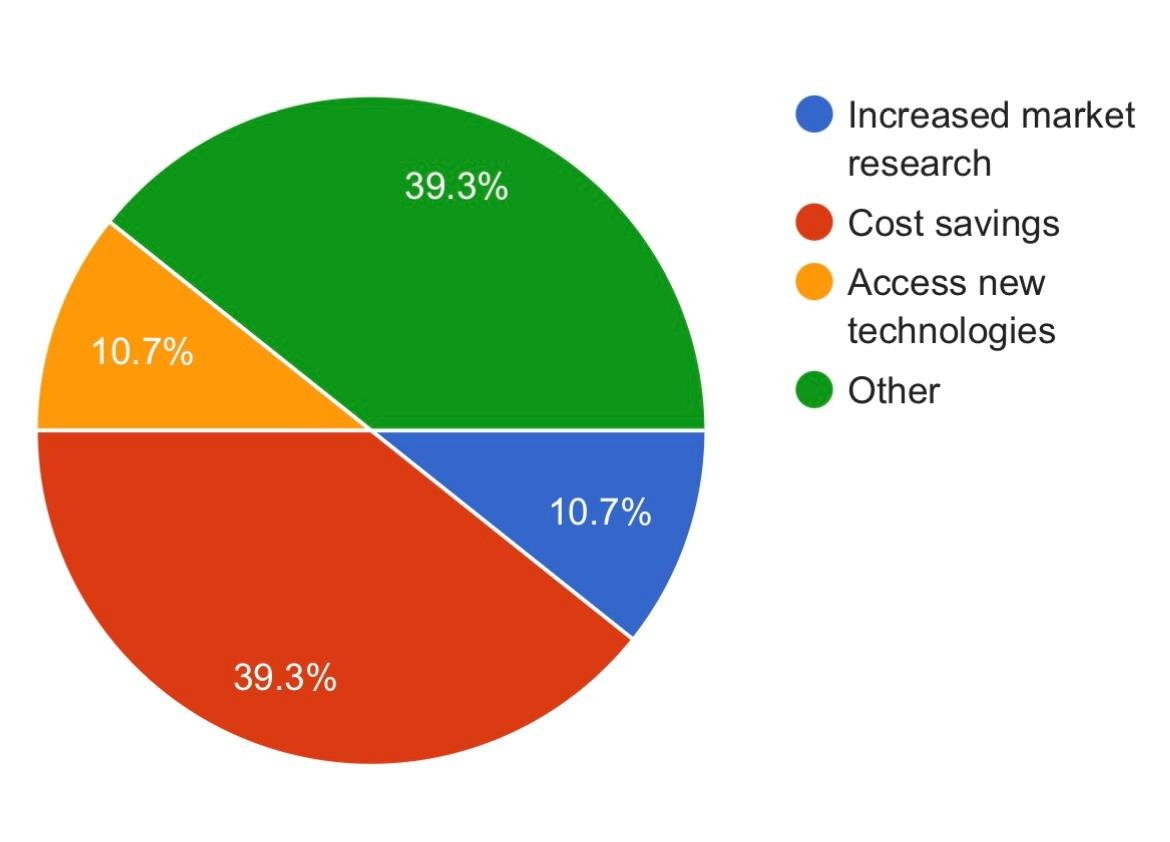 39.3%
10.7%
10.7%
39.3%
Increased market
research
Cost savings
Access new
technologies
Other